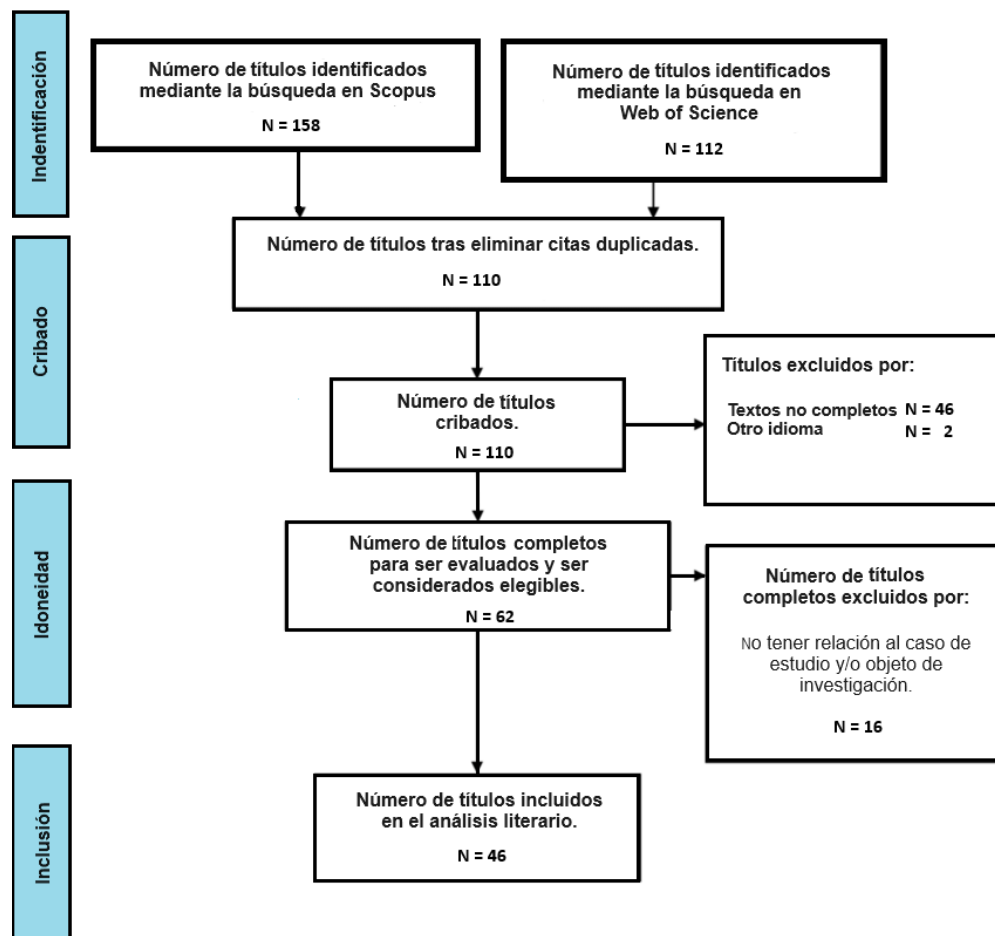 Indentificación
Número de títulos identificados
mediante la búsqueda en Scopus
N = 158
Número de títulos identificados
mediante la búsqueda en
Web of Science
N = 112
Cribado
Número de títulos tras eliminar citas duplicadas.
N = 110
Número de títulos
cribados.
N = 110
Títulos excluidos por:
Textos no completos N = 46
Otro idioma N = 2
Idoneidad
Número de títulos completos
para ser evaluados y ser
considerados elegibles.
N = 62
Número de títulos
completos excluidos por:
No tener relación al caso de
estudio y/o objeto de
investigación.
N = 16
Inclusión
Número de títulos incluidos
en el análisis literario.
N = 46